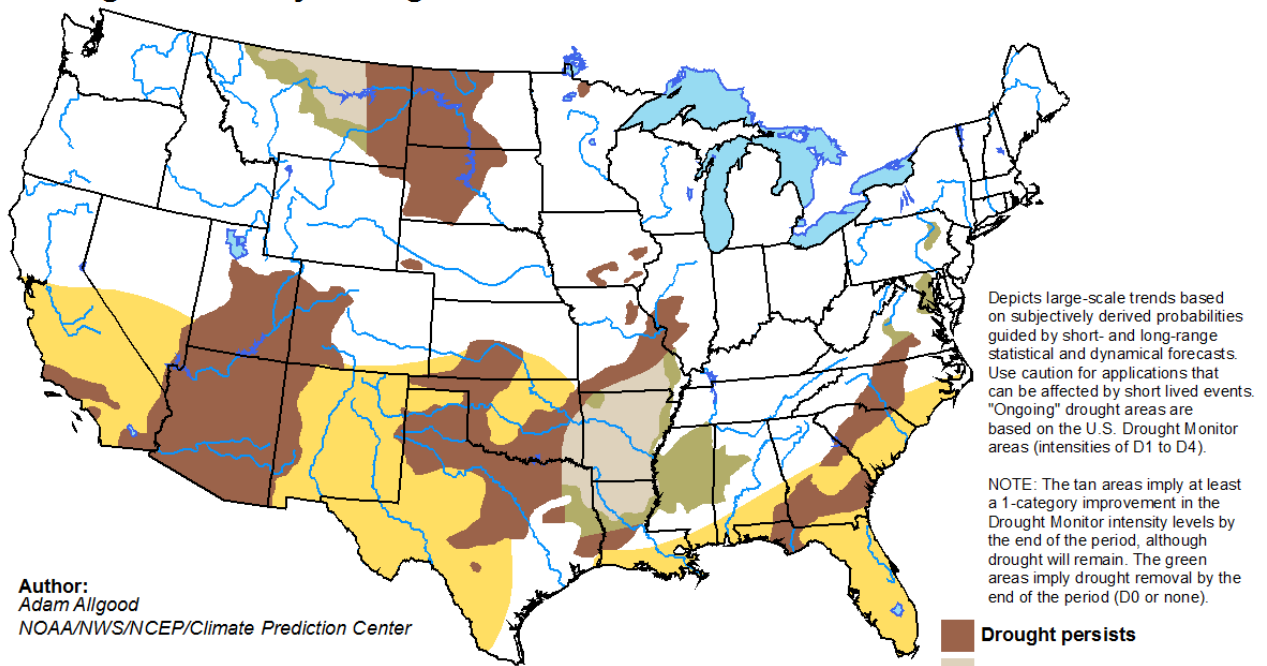 Depicts large-scale trends based
on subjectively derived probabilities
guided by short- and long-range
statistical and dynamical forecasts.
Use caution for applications that
can be affected by short lived events.
"Ongoing" drought areas are
based on the U.S. Drought Monitor
areas (intensities of D1 to D4).
NOTE: The tan areas imply at least
a 1-category improvement in the
Drought Monitor intensity levels by
the end of the period, although
drought will remain. The green
areas imply drought removal by the
end of the period (D0 or none).
Author:
Adam Allgood
NOAA/NWS/NCEP/Climate Prediction Center
Drought persists